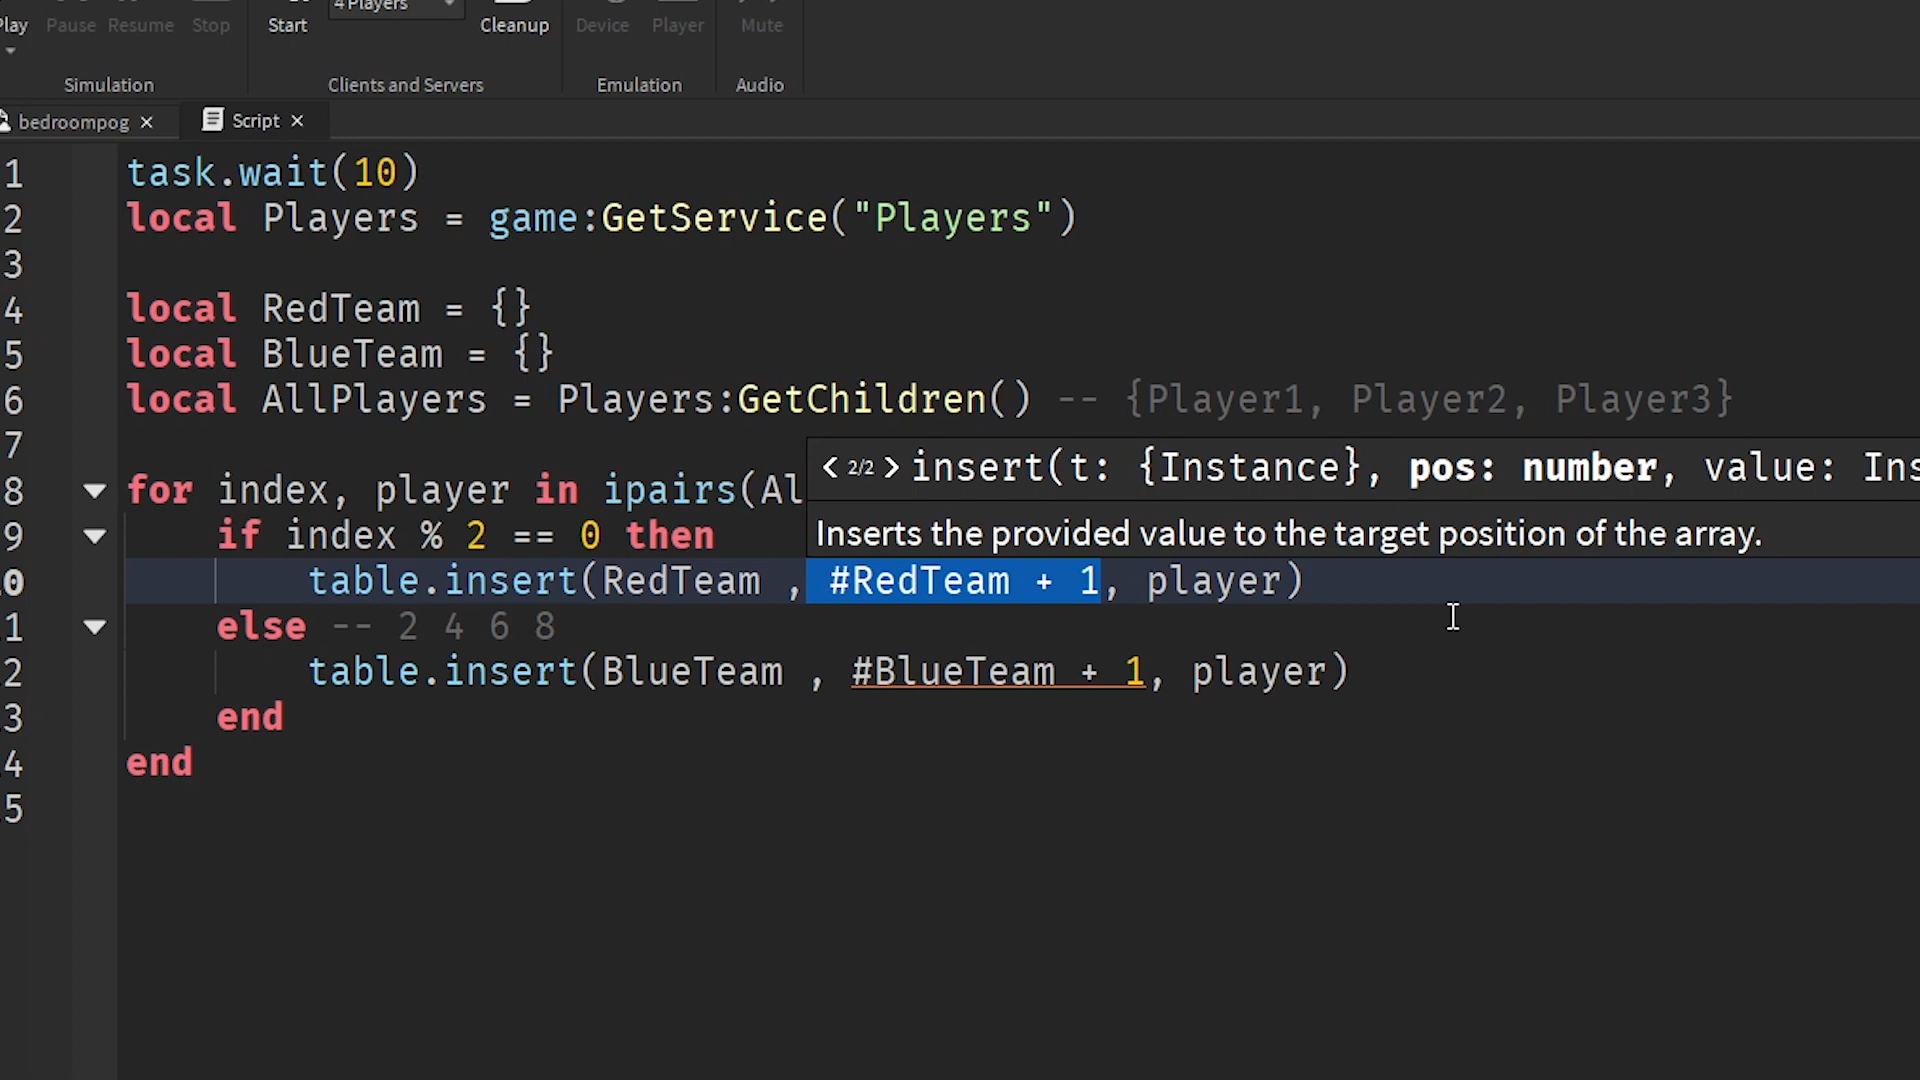 4 Players
Play Pause Resume Stop Start Cleanup Device Player Mute
Simulation Clients and Servers Emulation Audio
bedroompog × Script ×
1 task.wait(10)
2 local Players = game:GetService("Players")
3
4 local RedTeam = {}
5 local BlueTeam = {}
6 local AllPlayers = Players:GetChildren() -- {Player1, Player2, Player3}
7
< 2/2 > insert(t: {Instance}, pos: number, value: Ins
8 for index, player in ipairs(Al
Inserts the provided value to the target position of the array.
9 if index % 2 == 0 then
0 table.insert(RedTeam , #RedTeam + 1, player)
1 else -- 2 4 6 8
2 table.insert(BlueTeam , #BlueTeam + 1, player)
3 end
4 end
5